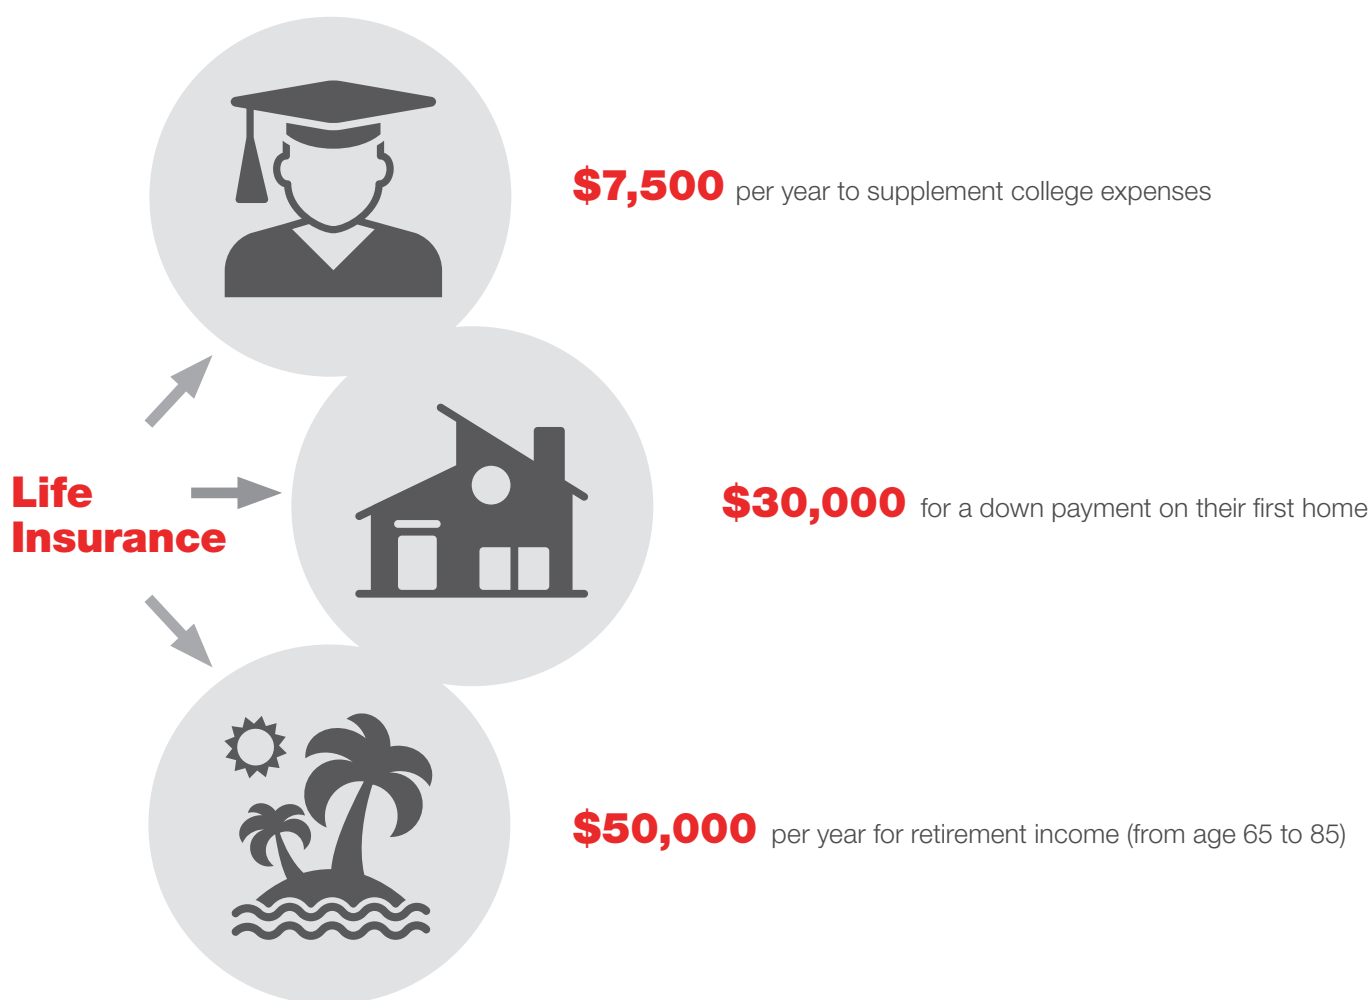 $7,500 per year to supplement college expenses
Life
Insurance
$30,000 for a down payment on their first home
$50,000 per year for retirement income (from age 65 to 85)